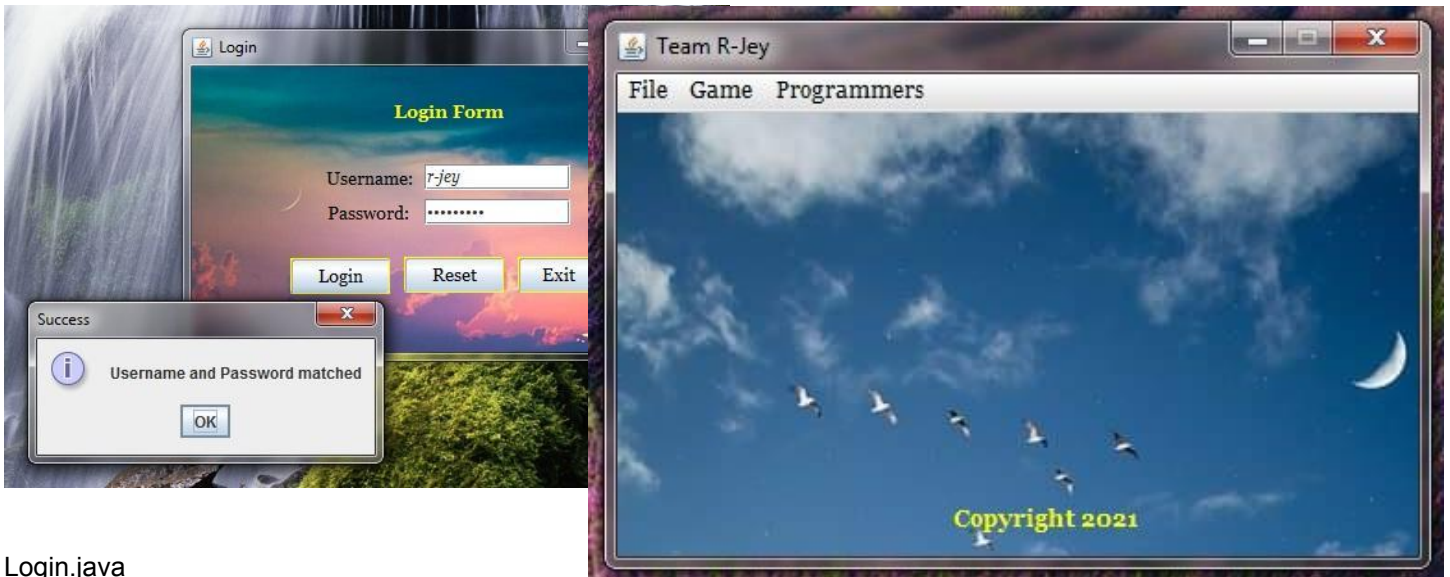 Login
Login Form
Username: r-jey
Password: •••••••••
Login Reset Exit
Success
Username and Password matched
OK
Team R-Jey
File Game Programmers
Copyright 2021
Login.java